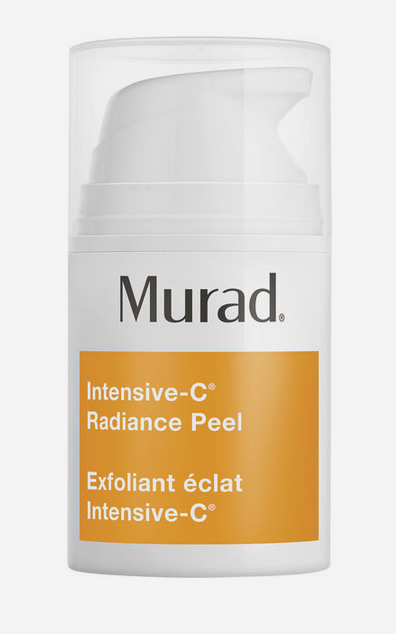 Murad®
Intensive-C®
Radiance Peel
Exfoliant éclat
Intensive-C®